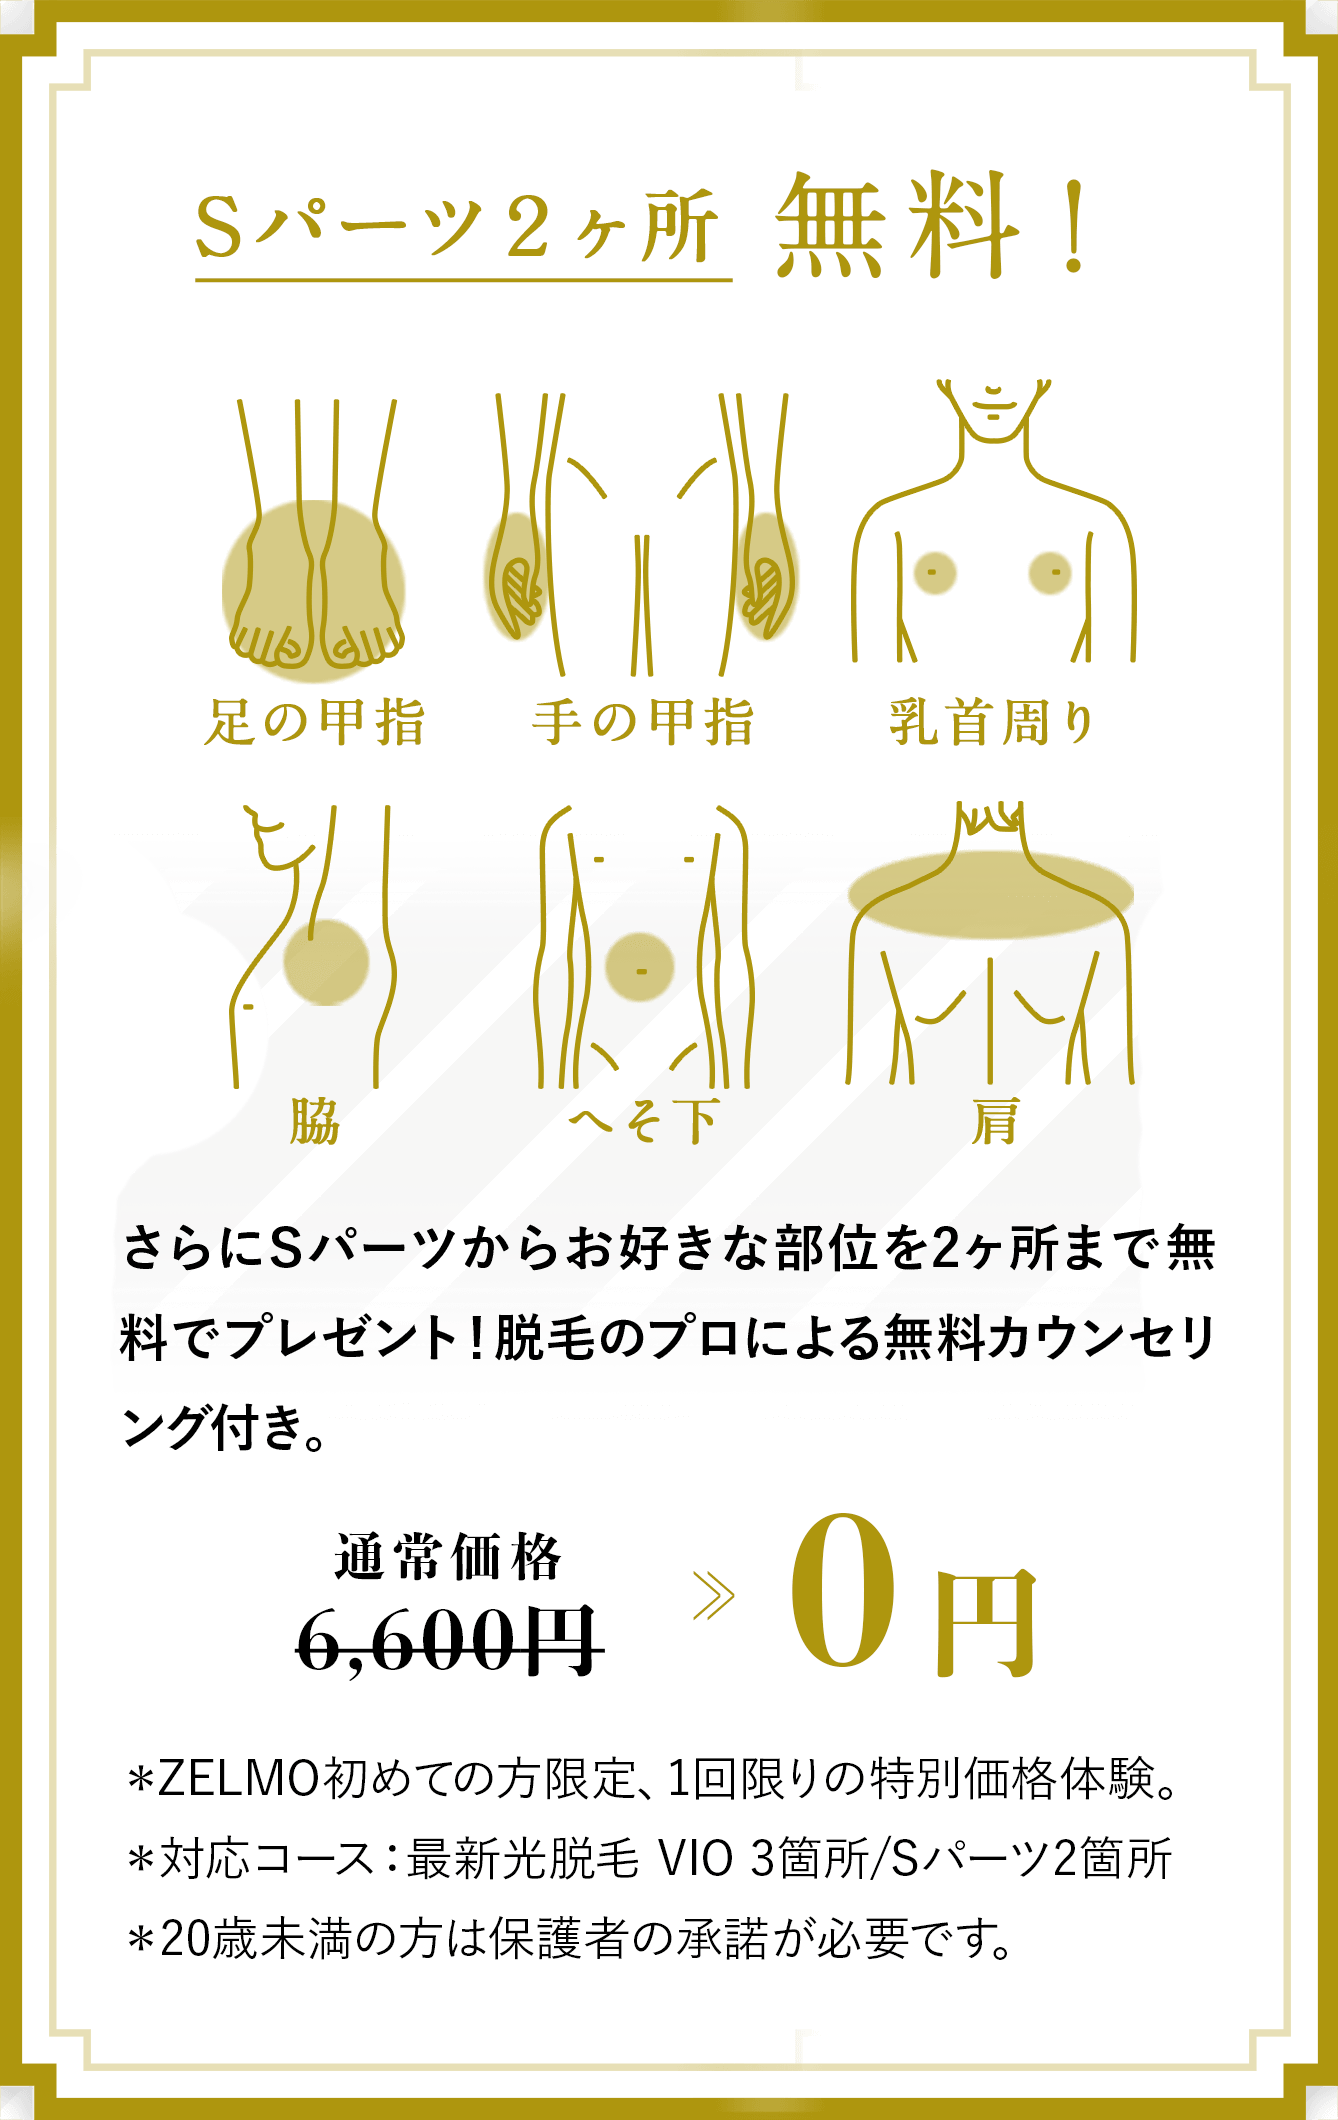 Sパーツ2ヶ所 無料！
足の甲指 手の甲指 乳首周り
脇 へそ下 肩
さらにSパーツからお好きな部位を2ヶ所まで無
料でプレゼント！脱毛のプロによる無料カウンセリ
ング付き。
通常価格
6,600円 ≫ 0円
＊ZELMO初めての方限定、1回限りの特別価格体験。
＊対応コース：最新光脱毛 VIO 3箇所/Sパーツ2箇所
＊20歳未満の方は保護者の承諾が必要です。